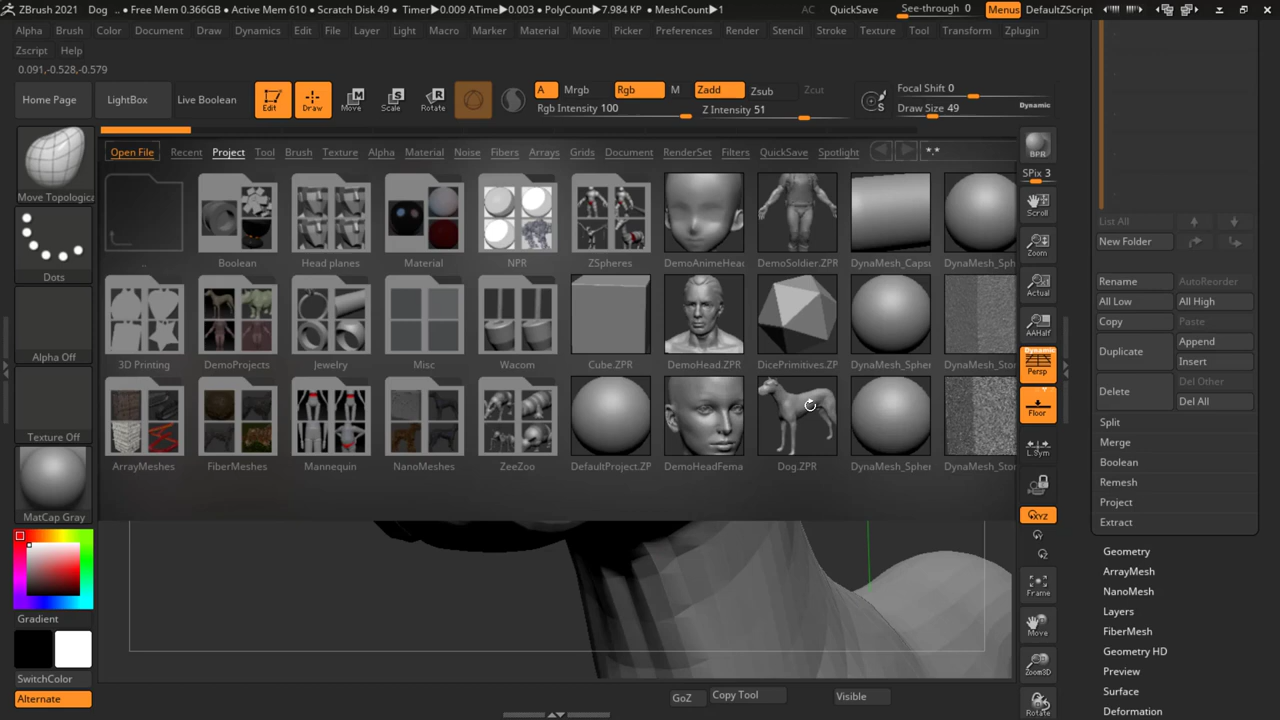 ZBrush 2021 Dog .. • Free Mem 0.366GB • Active Mem 610 • Scratch Disk 49 • Timer▶0.009 ATime▶0.003 • PolyCount▶7.984 KP • MeshCount▶1 AC QuickSave See-through 0 Menus DefaultZScript
Alpha Brush Color Document Draw Dynamics Edit File Layer Light Macro Marker Material Movie Picker Preferences Render Stencil Stroke Texture Tool Transform Zplugin
Zscript Help
0.091,-0.528,-0.579
Home Page LightBox Live Boolean Edit Draw Move Scale Rotate A Mrgb Rgb M Zadd Zsub Zcut Focal Shift 0
Rgb Intensity 100 Z Intensity 51 S Draw Size 49 Dynamic
Open File Recent Project Tool Brush Texture Alpha Material Noise Fibers Arrays Grids Document RenderSet Filters QuickSave Spotlight *.*
Move Topologica
Boolean Head planes Material NPR ZSpheres DemoAnimeHead DemoSoldier.ZPR DynaMesh_Capsu DynaMesh_Sph
3D Printing DemoProjects Jewelry Misc Wacom Cube.ZPR DemoHead.ZPR DicePrimitives.ZP DynaMesh_Spher DynaMesh_Sto
ArrayMeshes FiberMeshes Mannequin NanoMeshes ZeeZoo DefaultProject.ZP DemoHeadFema Dog.ZPR DynaMesh_Spher DynaMesh_Sto
Dots
Alpha Off
Texture Off
MatCap Gray
Gradient
SwitchColor
Alternate
GoZ Copy Tool Visible
BPR
SPix 3
Scroll
Zoom
Actual
AAHalf
Dynamic
Persp
Floor
L.Sym
XYZ
Y
Z
Frame
Move
Zoom3D
Rotate
List All
New Folder
Rename AutoReorder
All Low All High
Copy Paste
Duplicate Append
Insert
Delete Del Other
Del All
Split
Merge
Boolean
Remesh
Project
Extract
Geometry
ArrayMesh
NanoMesh
Layers
FiberMesh
Geometry HD
Preview
Surface
Deformation